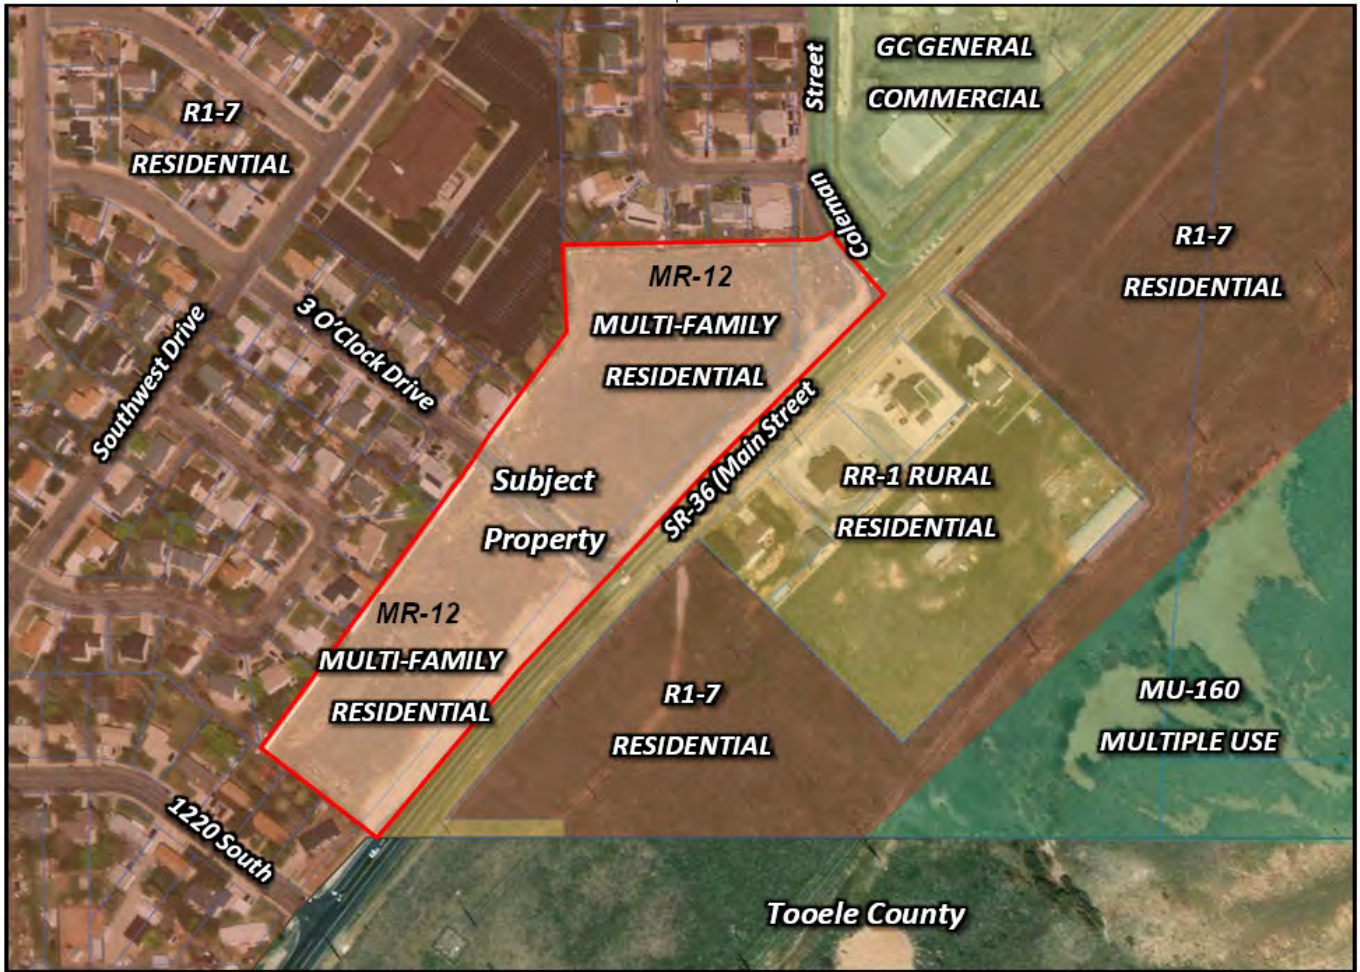 GC GENERAL
COMMERCIAL
Street
Coleman
R1-7
RESIDENTIAL
R1-7
RESIDENTIAL
MR-12
MULTI-FAMILY
RESIDENTIAL
3 O'Clock Drive
Southwest Drive
SR-36 (Main Street
Subject
Property
RR-1 RURAL
RESIDENTIAL
MR-12
MULTI-FAMILY
RESIDENTIAL
R1-7
RESIDENTIAL
MU-160
MULTIPLE USE
1220 South
Tooele County